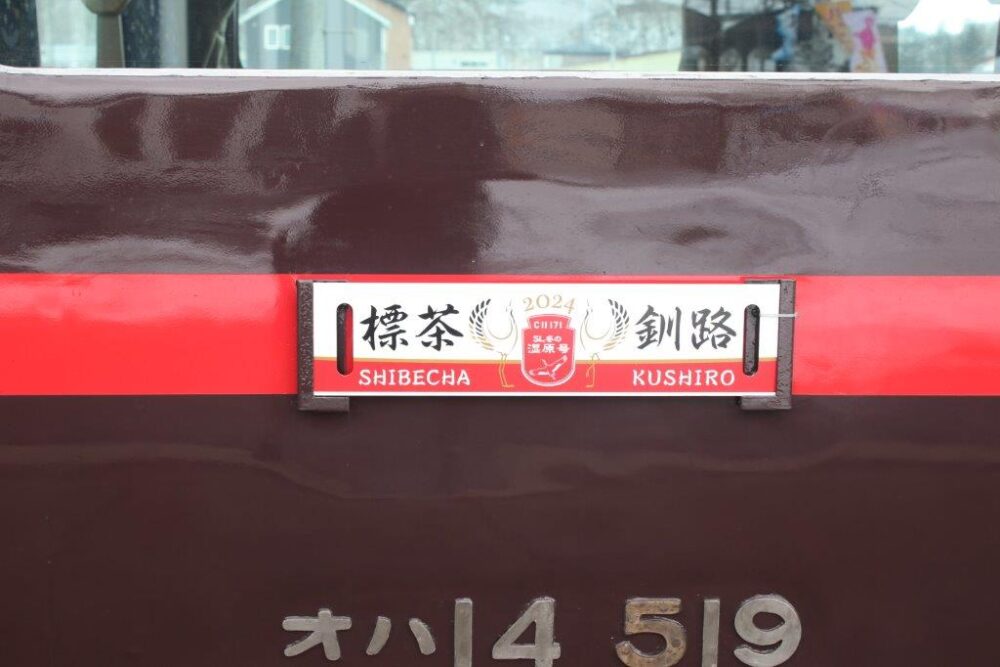 標茶
2024
C11 171
SL冬の
湿原号
釧路
SHIBECHA
KUSHIRO
オハ14 519